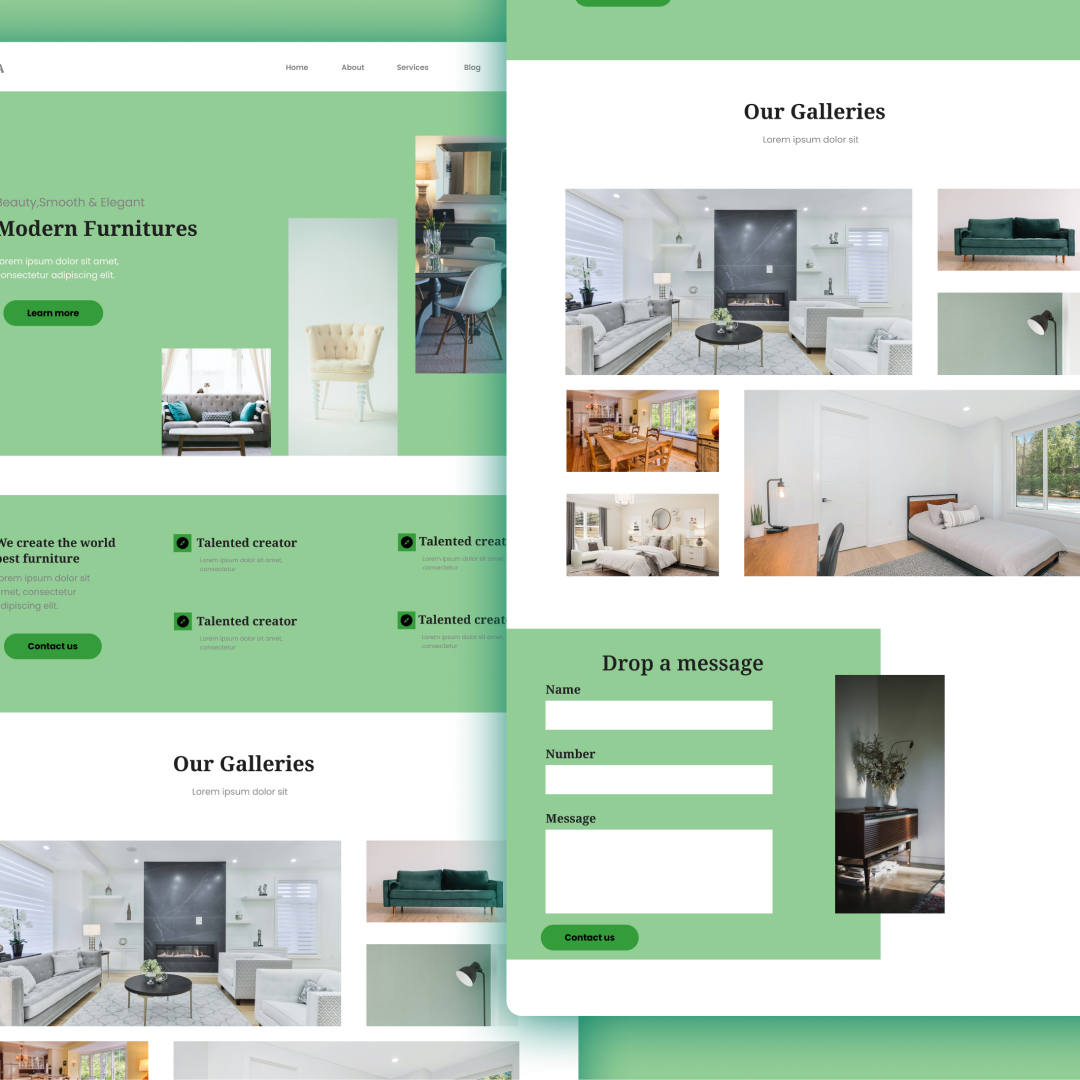 A
Home
About
Services
Blog
Beauty,Smooth & Elegant
Modern Furnitures
orem ipsum dolor sit amet,
consectetur adipiscing elit.
Learn more
We create the world
best furniture
orem ipsum dolor sit
met, consectetur
dipiscing elit.
Contact us
Talented creator
Lorem ipsum dolor sit amet,
consectetur
Talented creat
Lorem ipsum dolor sit amet,
consectetur
Talented creator
Lorem ipsum dolor sit amet,
consectetur
Talented creat
Lorem ipsum dolor sit amet,
consectetur
Our Galleries
Lorem ipsum dolor sit
Our Galleries
Lorem ipsum dolor sit
Drop a message
Name
Number
Message
Contact us